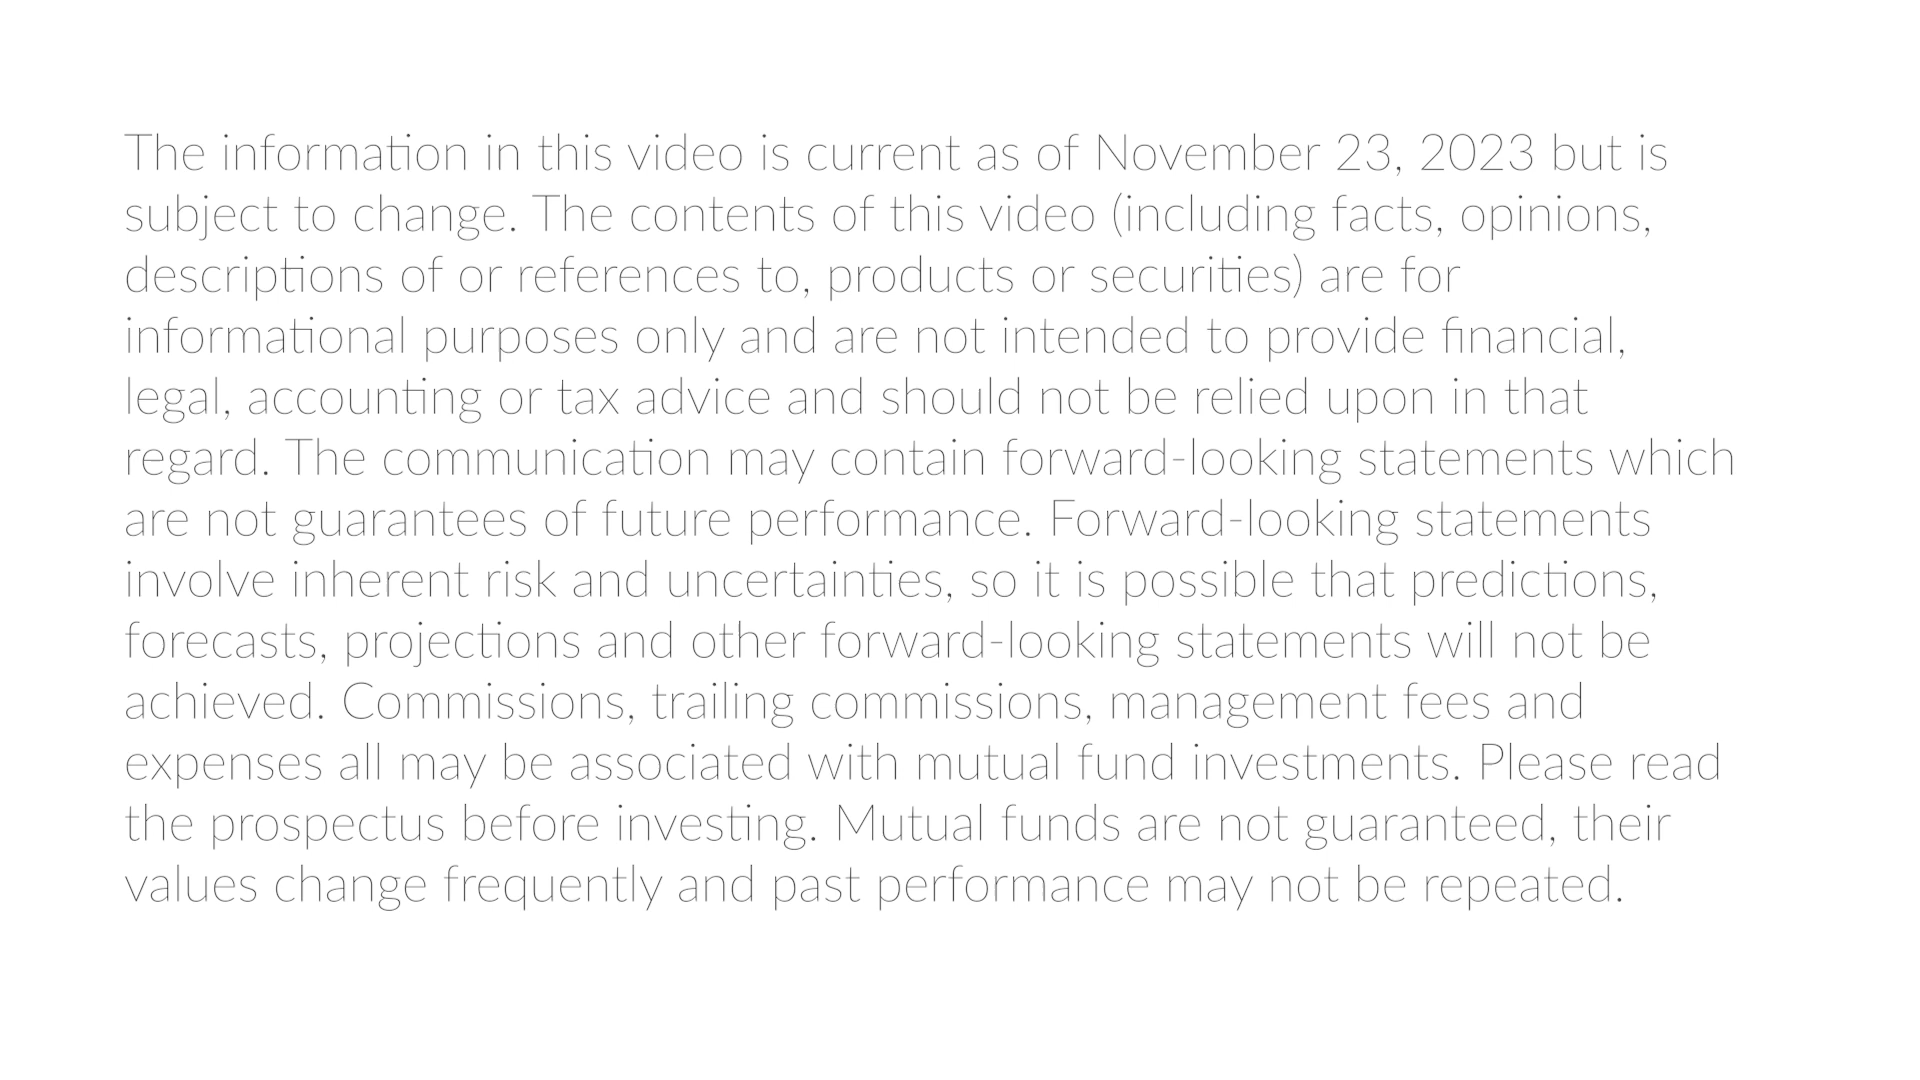 The information in this video is current as of November 23, 2023 but is
subject to change. The contents of this video (including facts, opinions,
descriptions of or references to, products or securities) are for
informational purposes only and are not intended to provide financial,
legal, accounting or tax advice and should not be relied upon in that
regard. The communication may contain forward-looking statements which
are not guarantees of future performance. Forward-looking statements
involve inherent risk and uncertainties, so it is possible that predictions,
forecasts, projections and other forward-looking statements will not be
achieved. Commissions, trailing commissions, management fees and
expenses all may be associated with mutual fund investments. Please read
the prospectus before investing. Mutual funds are not guaranteed, their
values change frequently and past performance may not be repeated.